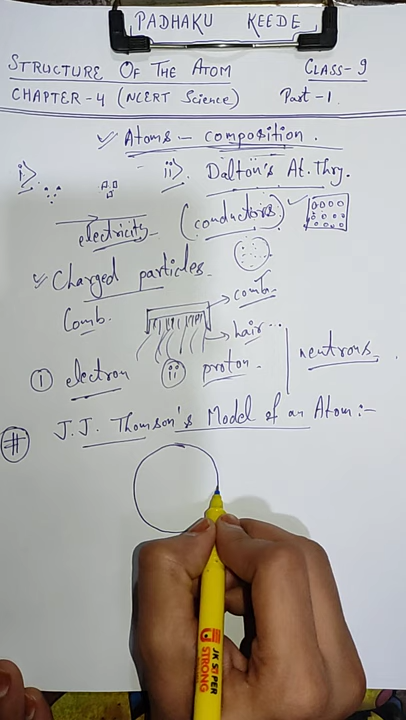 PADHAKU KEEDE
STRUCTURE OF THE ATOM CLASS-9
CHAPTER-4 (NCERT Science) Part-1.
✓ Atoms - composition.
i> ii> Dalton's At. Thry.
electricity (conductors) ✓
✓ Charged particles.
Comb. comb.
hair...
① electron ⓘⓘ proton. neutrons.
# J.J. Thomson's Model of an Atom:-
JK SUPER
STRONG